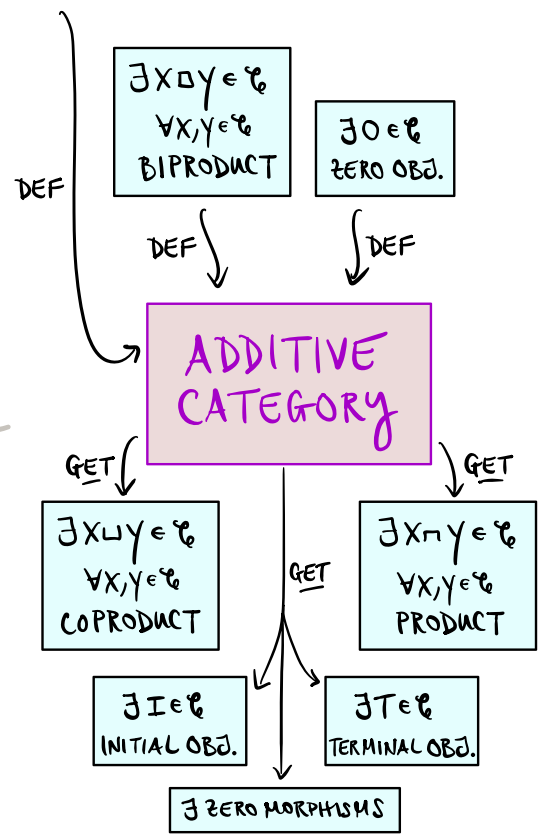 ∃X□Y∈𝒞
∀X,Y∈𝒞
BIPRODUCT
∃0∈𝒞
ZERO OBJ.
DEF
DEF
DEF
ADDITIVE
CATEGORY
GET
GET
∃X⊔Y∈𝒞
∀X,Y∈𝒞
COPRODUCT
∃X⊓Y∈𝒞
∀X,Y∈𝒞
PRODUCT
GET
∃I∈𝒞
INITIAL OBJ.
∃T∈𝒞
TERMINAL OBJ.
∃ ZERO MORPHISMS